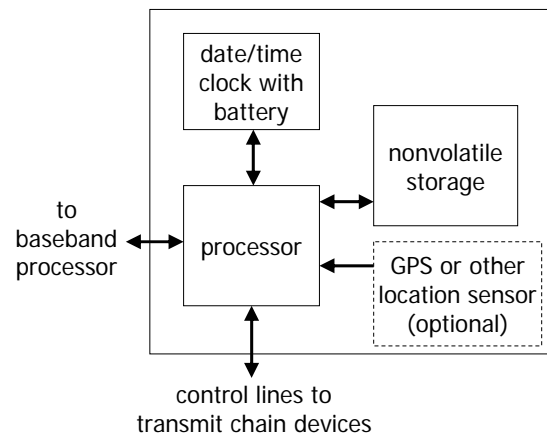 date/time
clock with
battery
nonvolatile
storage
to
baseband
processor
processor
GPS or other
location sensor
(optional)
control lines to
transmit chain devices